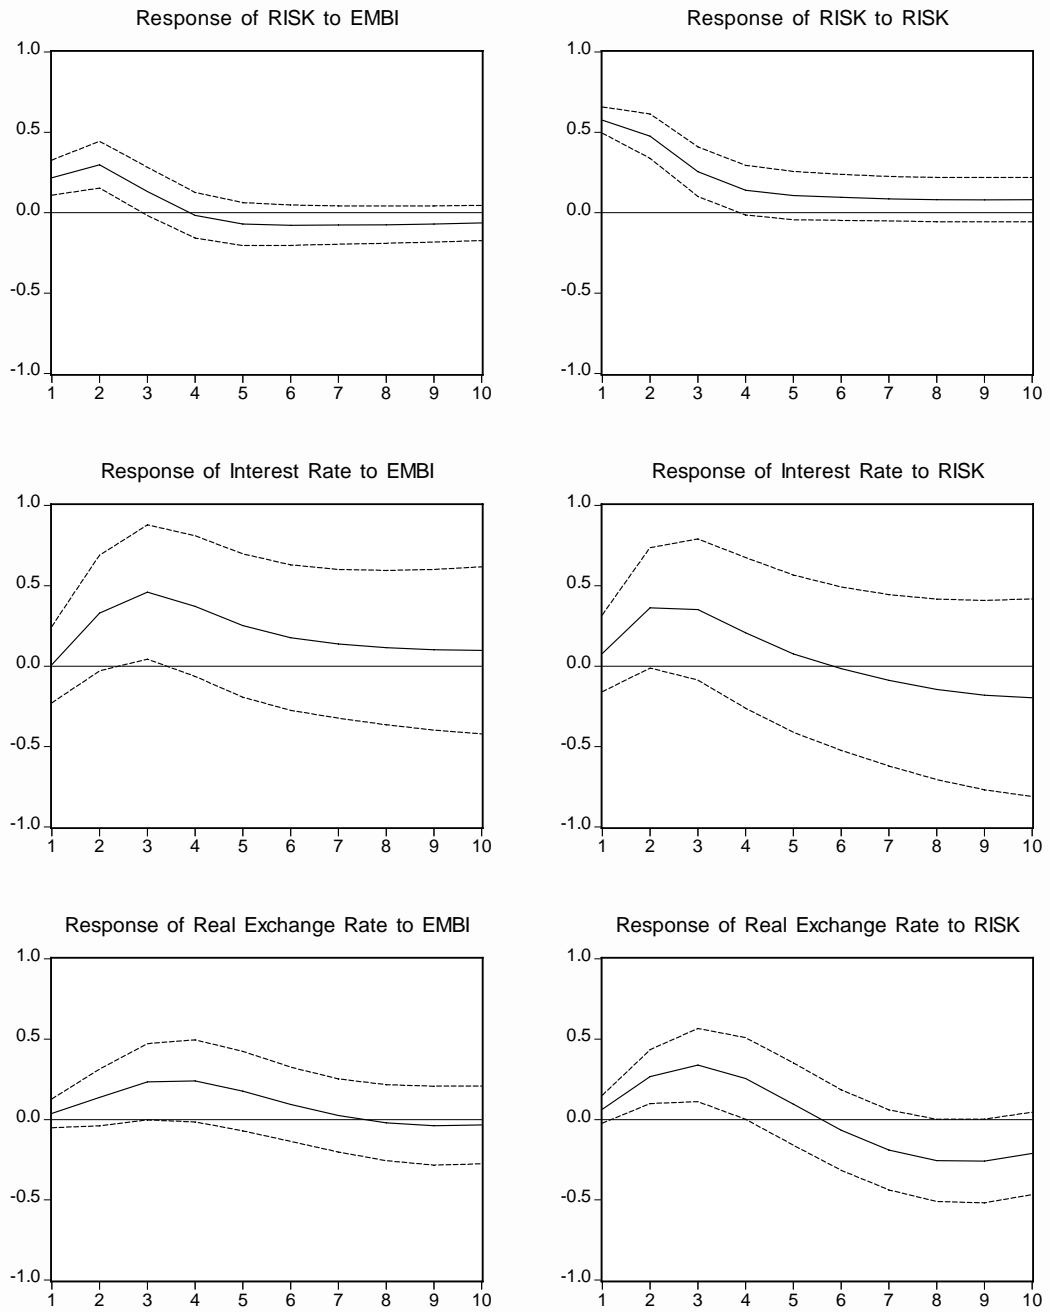 Response of RISK to EMBI
1.0
0.5
0.0
-0.5
-1.0
1 2 3 4 5 6 7 8 9 10
Response of RISK to RISK
1.0
0.5
0.0
-0.5
-1.0
1 2 3 4 5 6 7 8 9 10
Response of Interest Rate to EMBI
1.0
0.5
0.0
-0.5
-1.0
1 2 3 4 5 6 7 8 9 10
Response of Interest Rate to RISK
1.0
0.5
0.0
-0.5
-1.0
1 2 3 4 5 6 7 8 9 10
Response of Real Exchange Rate to EMBI
1.0
0.5
0.0
-0.5
-1.0
1 2 3 4 5 6 7 8 9 10
Response of Real Exchange Rate to RISK
1.0
0.5
0.0
-0.5
-1.0
1 2 3 4 5 6 7 8 9 10